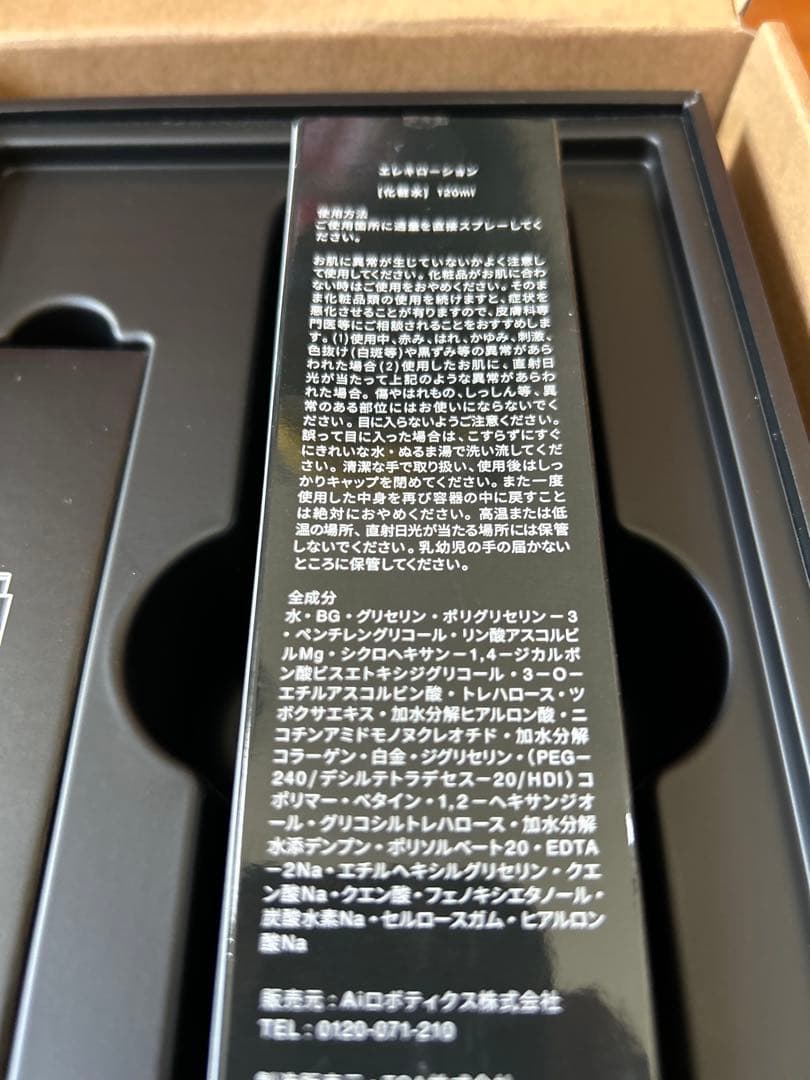 エレキローション
(化粧水) 120ml
使用方法
ご使用箇所に適量を直接スプレーしてく
ださい。
お肌に異常が生じていないかよく注意し
て使用してください。化粧品がお肌に合わ
ない時はご使用をおやめください。そのま
ま化粧品類の使用を続けますと、症状を
悪化させることが有りますので、皮膚科専
門医等にご相談されることをおすすめしま
す。(1)使用中、赤み、はれ、かゆみ、刺激、
色抜け(白斑等)や黒ずみ等の異常があら
われた場合(2)使用したお肌に、直射日
光が当たって上記のような異常があらわ
れた場合。傷やはれもの、しっしん等、異
常のある部位にはお使いにならないでく
ださい。目に入らないようご注意ください。
誤って目に入った場合は、こすらずにすぐ
にきれいな水・ぬるま湯で洗い流してくだ
さい。清潔な手で取り扱い、使用後はしっ
かりキャップを閉めてください。また一度
使用した中身を再び容器の中に戻すこと
は絶対におやめください。高温または低
温の場所、直射日光が当たる場所には保管
しないでください。乳幼児の手の届かない
ところに保管してください。
全成分
水・BG・グリセリン・ポリグリセリン－3
・ペンチレングリコール・リン酸アスコルビ
ルMg・シクロヘキサン－1,4－ジカルボ
ン酸ビスエトキシジグリコール・3－O－
エチルアスコルビン酸・トレハロース・ツ
ボクサエキス・加水分解ヒアルロン酸・ニ
コチンアミドモノヌクレオチド・加水分解
コラーゲン・白金・ジグリセリン・(PEG－
240/デシルテトラデセス－20/HDI)コ
ポリマー・ベタイン・1,2－ヘキサンジオ
ール・グリコシルトレハロース・加水分解
水添デンプン・ポリソルベート20・EDTA
－2Na・エチルヘキシルグリセリン・クエ
ン酸Na・クエン酸・フェノキシエタノール・
炭酸水素Na・セルロースガム・ヒアルロン
酸Na
販売元：Aiロボティクス株式会社
TEL：0120-071-210